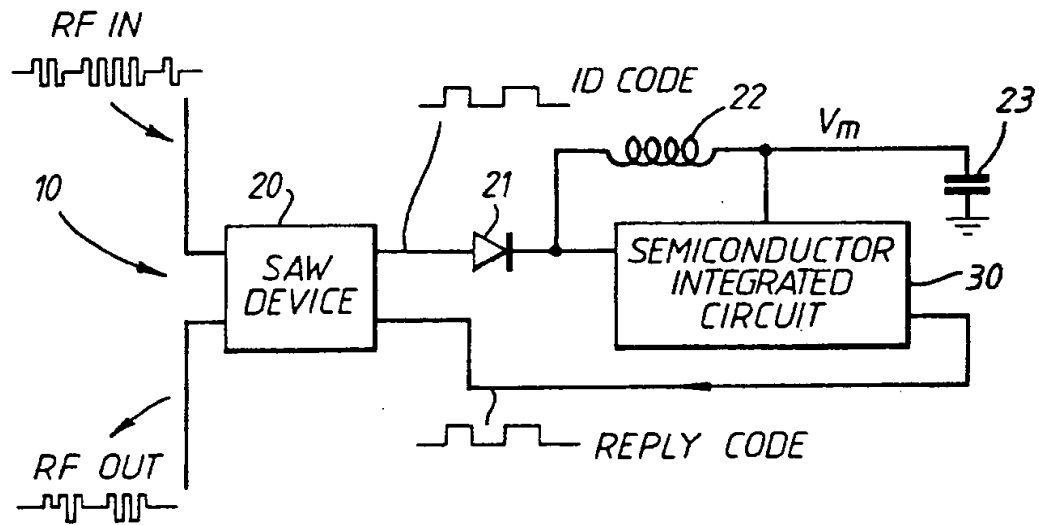 RF IN
ID CODE
22
Vm
23
10
20
21
SAW
DEVICE
SEMICONDUCTOR
INTEGRATED
CIRCUIT
30
RF OUT
REPLY CODE